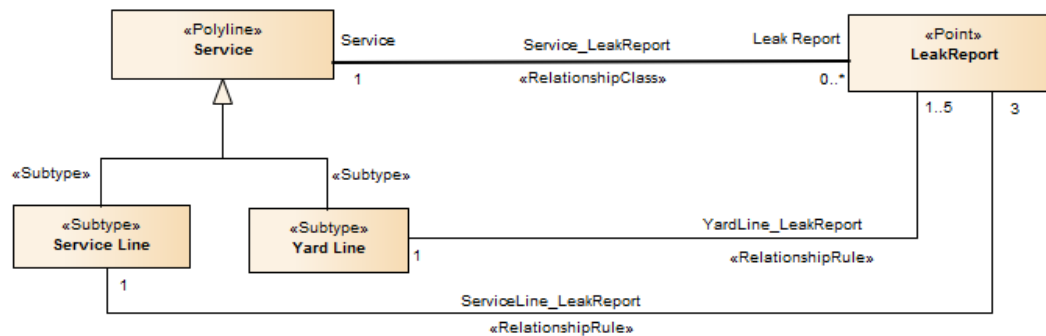 «Polyline»
Service
Service
Service_LeakReport
Leak Report
«Point»
LeakReport
1
«RelationshipClass»
0..*
1..5
3
«Subtype»
«Subtype»
«Subtype»
Service Line
«Subtype»
Yard Line
YardLine_LeakReport
1
«RelationshipRule»
1
ServiceLine_LeakReport
«RelationshipRule»